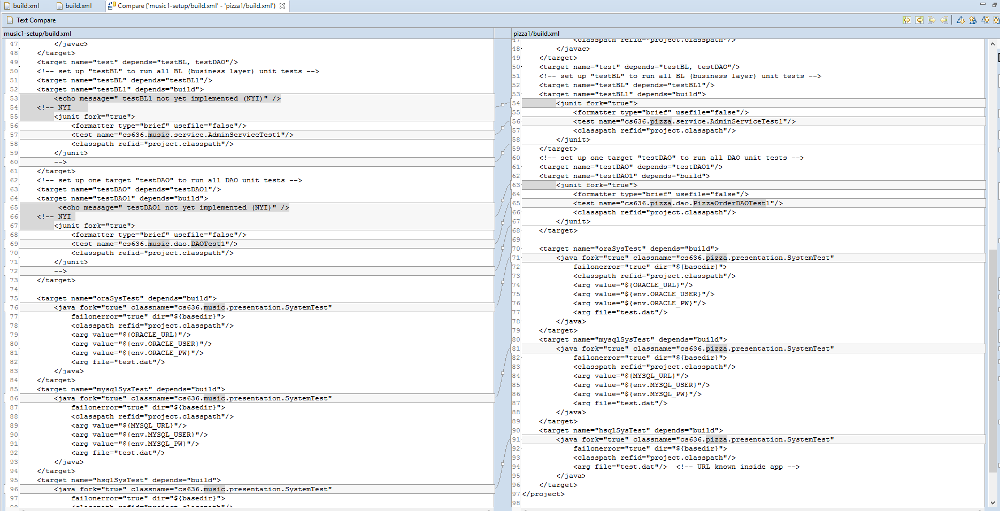 build.xml
build.xml
Compare ('music1-setup/build.xml' - 'pizza1/build.xml')
Text Compare
music1-setup/build.xml
47 </javac>
48 </target>
49 <target name="test" depends="testBL, testDAO"/>
50 <!-- set up "testBL" to run all BL (business layer) unit tests -->
51 <target name="testBL" depends="testBL1"/>
52 <target name="testBL1" depends="build">
53 <echo message=" testBL1 not yet implemented (NYI)" />
54 <!-- NYI
55 <junit fork="true">
56 <formatter type="brief" usefile="false"/>
57 <test name="cs636.music.service.AdminServiceTest1"/>
58 <classpath refid="project.classpath"/>
59 </junit>
60 -->
61 </target>
62 <!-- set up one target "testDAO" to run all DAO unit tests -->
63 <target name="testDAO" depends="testDAO1"/>
64 <target name="testDAO1" depends="build">
65 <echo message=" testDAO1 not yet implemented (NYI)" />
66 <!-- NYI
67 <junit fork="true">
68 <formatter type="brief" usefile="false"/>
69 <test name="cs636.music.dao.DAOTest1"/>
70 <classpath refid="project.classpath"/>
71 </junit>
72 -->
73 </target>
74
75 <target name="oraSysTest" depends="build">
76 <java fork="true" classname="cs636.music.presentation.SystemTest"
77 failonerror="true" dir="${basedir}">
78 <classpath refid="project.classpath"/>
79 <arg value="${ORACLE_URL}"/>
80 <arg value="${env.ORACLE_USER}"/>
81 <arg value="${env.ORACLE_PW}"/>
82 <arg file="test.dat"/>
83 </java>
84 </target>
85 <target name="mysqlSysTest" depends="build">
86 <java fork="true" classname="cs636.music.presentation.SystemTest"
87 failonerror="true" dir="${basedir}">
88 <classpath refid="project.classpath"/>
89 <arg value="${MYSQL_URL}"/>
90 <arg value="${env.MYSQL_USER}"/>
91 <arg value="${env.MYSQL_PW}"/>
92 <arg file="test.dat"/>
93 </java>
94 </target>
95 <target name="hsqlSysTest" depends="build">
96 <java fork="true" classname="cs636.music.presentation.SystemTest"
97 failonerror="true" dir="${basedir}">
98 <classpath refid="project.classpath"/>
pizza1/build.xml
47 <classpath refid="project.classpath"/>
48 </javac>
49 </target>
50 <target name="test" depends="testBL, testDAO"/>
51 <!-- set up "testBL" to run all BL (business layer) unit tests -->
52 <target name="testBL" depends="testBL1"/>
53 <target name="testBL1" depends="build">
54 <junit fork="true">
55 <formatter type="brief" usefile="false"/>
56 <test name="cs636.pizza.service.AdminServiceTest1"/>
57 <classpath refid="project.classpath"/>
58 </junit>
59 </target>
60 <!-- set up one target "testDAO" to run all DAO unit tests -->
61 <target name="testDAO" depends="testDAO1"/>
62 <target name="testDAO1" depends="build">
63 <junit fork="true">
64 <formatter type="brief" usefile="false"/>
65 <test name="cs636.pizza.dao.PizzaOrderDAOTest1"/>
66 <classpath refid="project.classpath"/>
67 </junit>
68 </target>
69
70 <target name="oraSysTest" depends="build">
71 <java fork="true" classname="cs636.pizza.presentation.SystemTest"
72 failonerror="true" dir="${basedir}">
73 <classpath refid="project.classpath"/>
74 <arg value="${ORACLE_URL}"/>
75 <arg value="${env.ORACLE_USER}"/>
76 <arg value="${env.ORACLE_PW}"/>
77 <arg file="test.dat"/>
78 </java>
79 </target>
80 <target name="mysqlSysTest" depends="build">
81 <java fork="true" classname="cs636.pizza.presentation.SystemTest"
82 failonerror="true" dir="${basedir}">
83 <classpath refid="project.classpath"/>
84 <arg value="${MYSQL_URL}"/>
85 <arg value="${env.MYSQL_USER}"/>
86 <arg value="${env.MYSQL_PW}"/>
87 <arg file="test.dat"/>
88 </java>
89 </target>
90 <target name="hsqlSysTest" depends="build">
91 <java fork="true" classname="cs636.pizza.presentation.SystemTest"
92 failonerror="true" dir="${basedir}">
93 <classpath refid="project.classpath"/>
94 <arg file="test.dat"/> <!-- URL known inside app -->
95 </java>
96 </target>
97 </project>
98